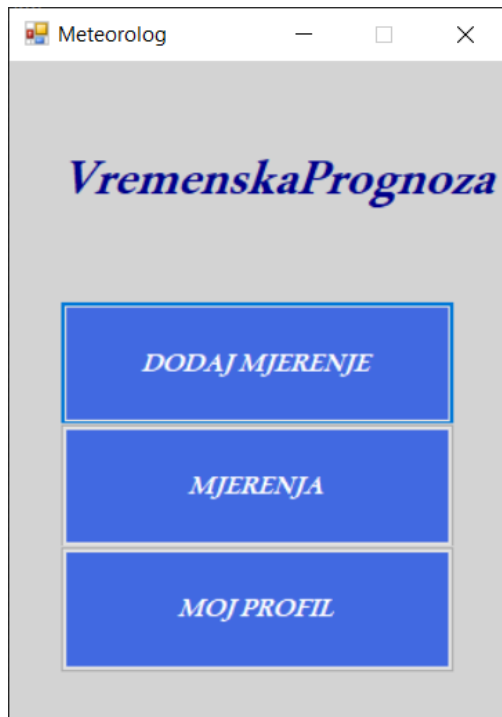 Meteorolog
VremenskaPrognoza
DODAJ MJERENJE
MJERENJA
MOJ PROFIL